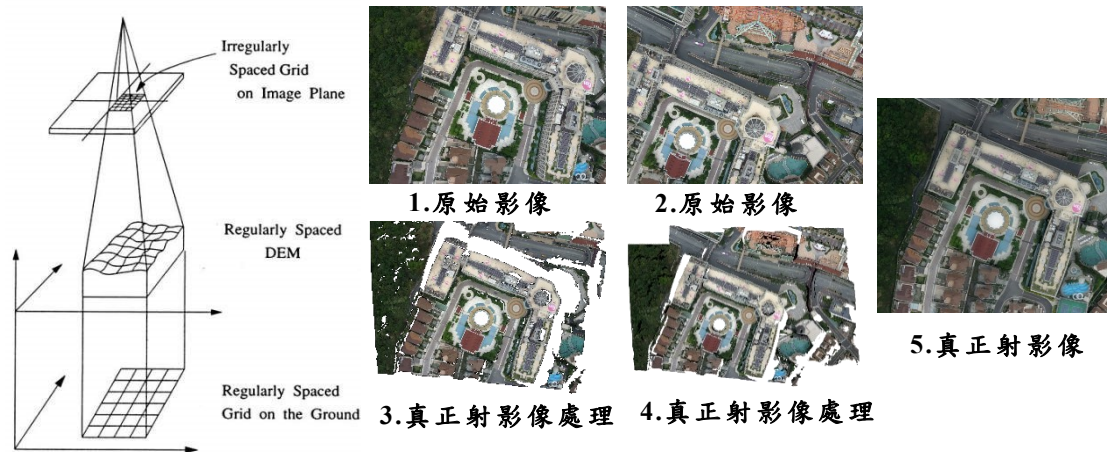 Irregularly
Spaced Grid
on Image Plane
Regularly Spaced
DEM
Regularly Spaced
Grid on the Ground
1.原始影像
2.原始影像
3.真正射影像處理
4.真正射影像處理
5.真正射影像